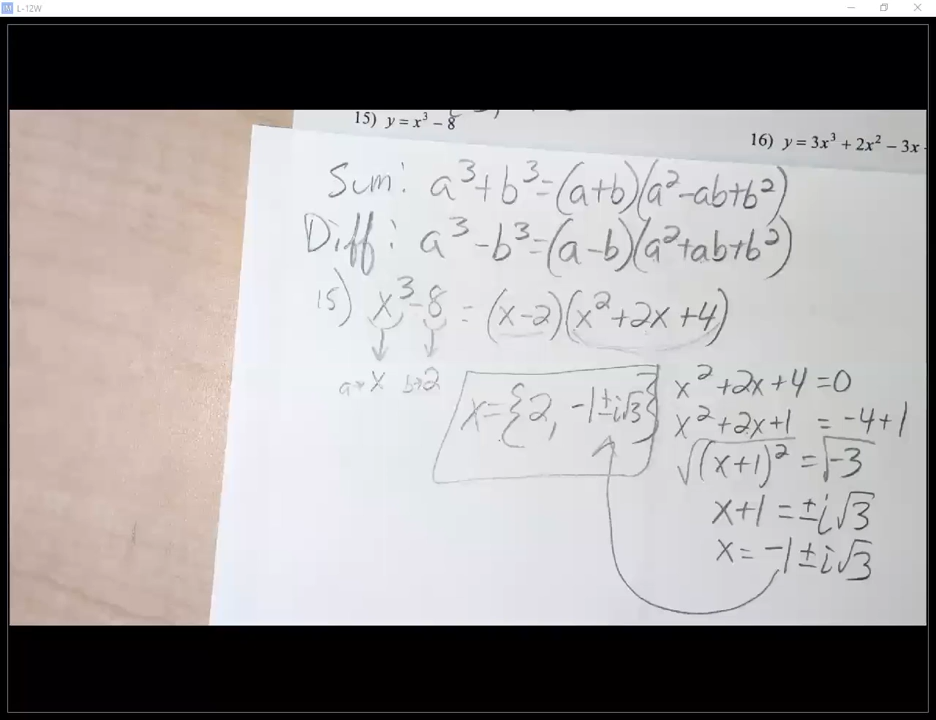 L-12W
15) y = x³ − 8
16) y = 3x³ + 2x² − 3x
Sum: a³+b³=(a+b)(a²-ab+b²)
Diff: a³-b³=(a-b)(a²+ab+b²)
15) x³-8 = (x-2)(x²+2x+4)
a→x b→2
x={2, -1±i√3}
x²+2x+4=0
x²+2x+1 = -4+1
√(x+1)² = √-3
x+1=±i√3
x= -1±i√3